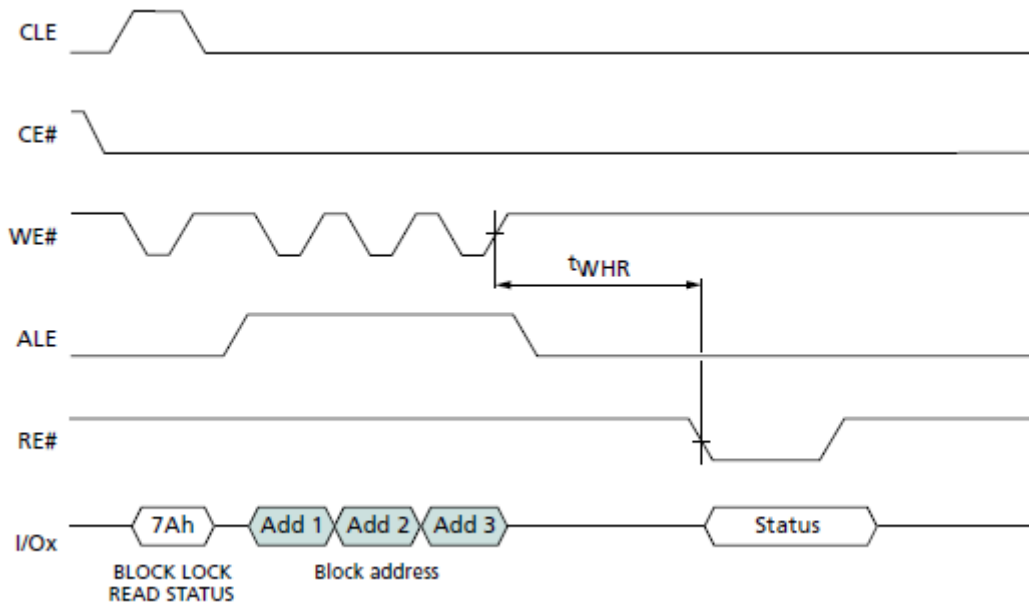 CLE
CE#
WE#
tWHR
ALE
RE#
I/Ox
7Ah
Add 1
Add 2
Add 3
Status
BLOCK LOCK
READ STATUS
Block address